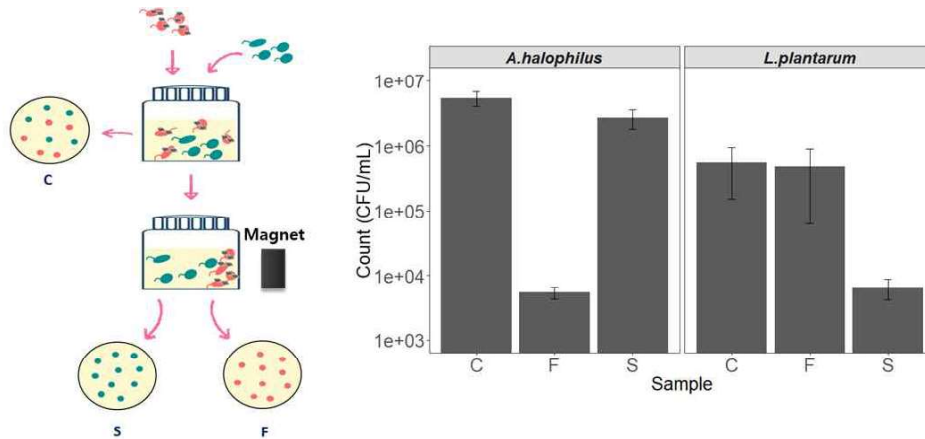 C
Magnet
S
F
A.halophilus
L.plantarum
Count (CFU/mL)
1e+07
1e+06
1e+05
1e+04
1e+03
C
F
S
C
F
S
Sample